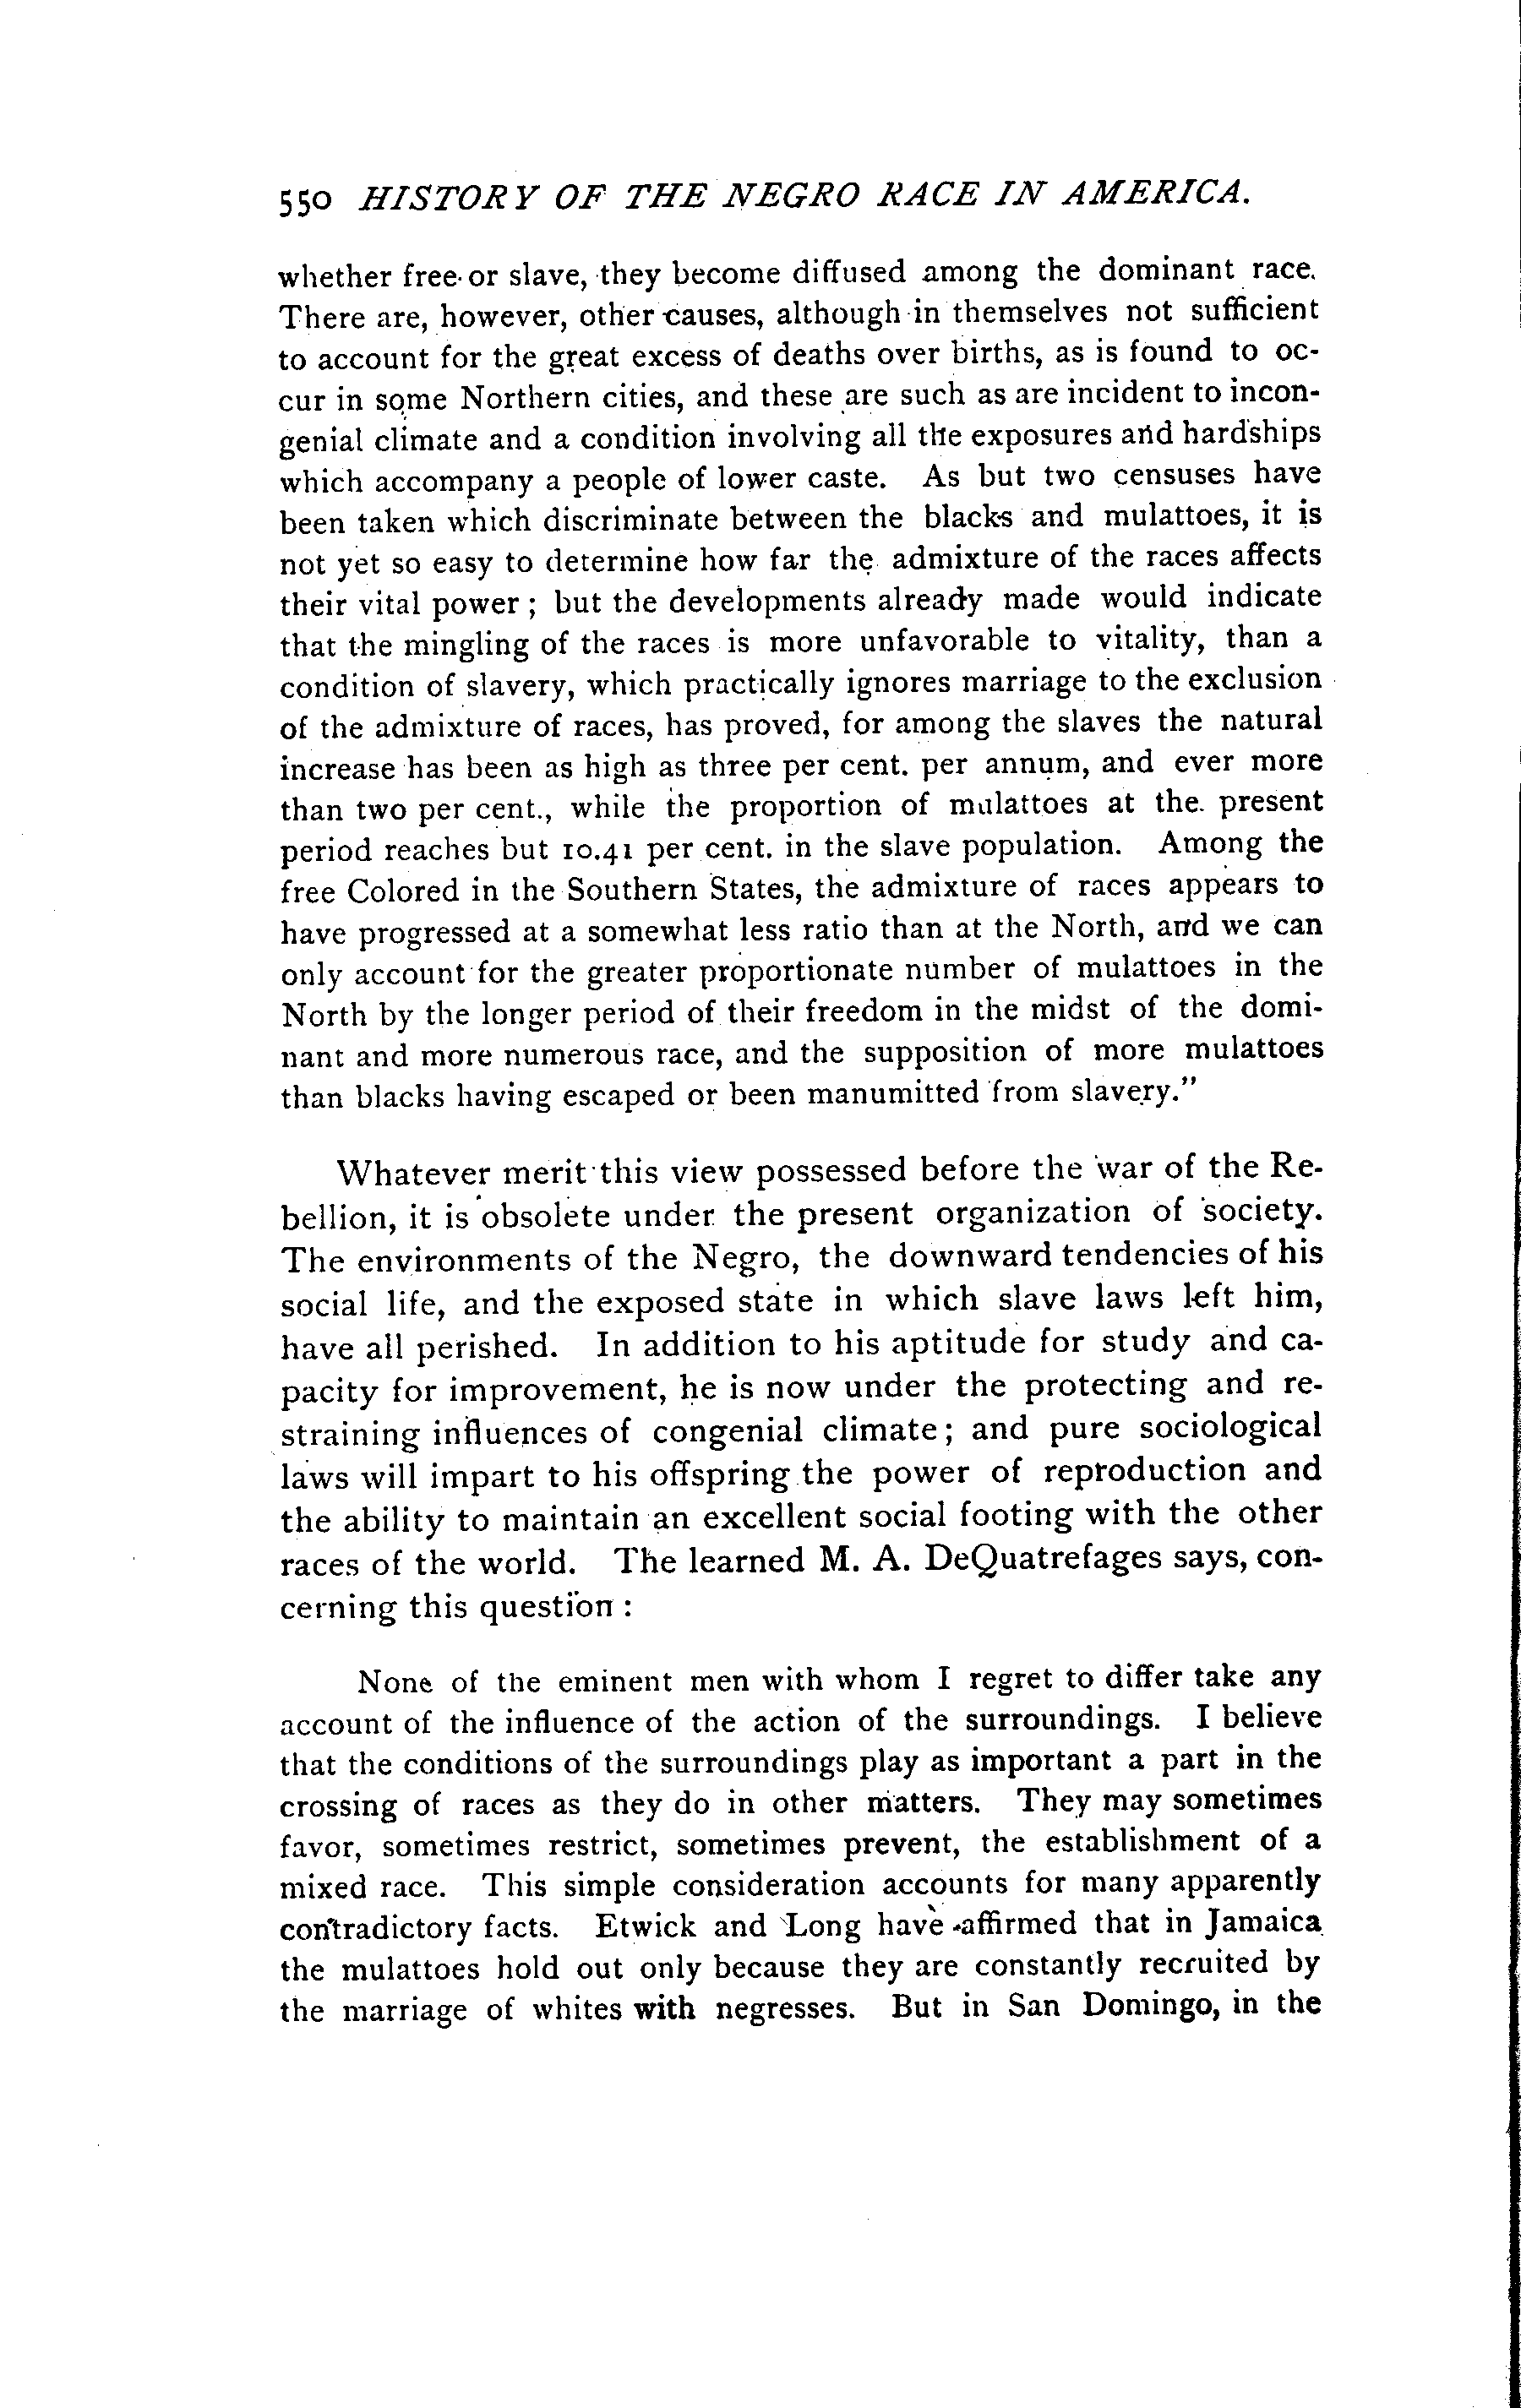 550 HISTORY OF THE NEGRO RACE IN AMERICA.
whether free or slave, they become diffused among the dominant race.
There are, however, other causes, although in themselves not sufficient
to account for the great excess of deaths over births, as is found to oc-
cur in some Northern cities, and these are such as are incident to incon-
genial climate and a condition involving all the exposures and hardships
which accompany a people of lower caste. As but two censuses have
been taken which discriminate between the blacks and mulattoes, it is
not yet so easy to determine how far the admixture of the races affects
their vital power ; but the developments already made would indicate
that the mingling of the races is more unfavorable to vitality, than a
condition of slavery, which practically ignores marriage to the exclusion
of the admixture of races, has proved, for among the slaves the natural
increase has been as high as three per cent. per annum, and ever more
than two per cent., while the proportion of mulattoes at the present
period reaches but 10.41 per cent. in the slave population. Among the
free Colored in the Southern States, the admixture of races appears to
have progressed at a somewhat less ratio than at the North, and we can
only account for the greater proportionate number of mulattoes in the
North by the longer period of their freedom in the midst of the domi-
nant and more numerous race, and the supposition of more mulattoes
than blacks having escaped or been manumitted from slavery."
Whatever merit this view possessed before the war of the Re-
bellion, it is obsolete under the present organization of society.
The environments of the Negro, the downward tendencies of his
social life, and the exposed state in which slave laws left him,
have all perished. In addition to his aptitude for study and ca-
pacity for improvement, he is now under the protecting and re-
straining influences of congenial climate ; and pure sociological
laws will impart to his offspring the power of reproduction and
the ability to maintain an excellent social footing with the other
races of the world. The learned M. A. DeQuatrefages says, con-
cerning this question :
None of the eminent men with whom I regret to differ take any
account of the influence of the action of the surroundings. I believe
that the conditions of the surroundings play as important a part in the
crossing of races as they do in other matters. They may sometimes
favor, sometimes restrict, sometimes prevent, the establishment of a
mixed race. This simple consideration accounts for many apparently
contradictory facts. Etwick and Long have affirmed that in Jamaica
the mulattoes hold out only because they are constantly recruited by
the marriage of whites with negresses. But in San Domingo, in the